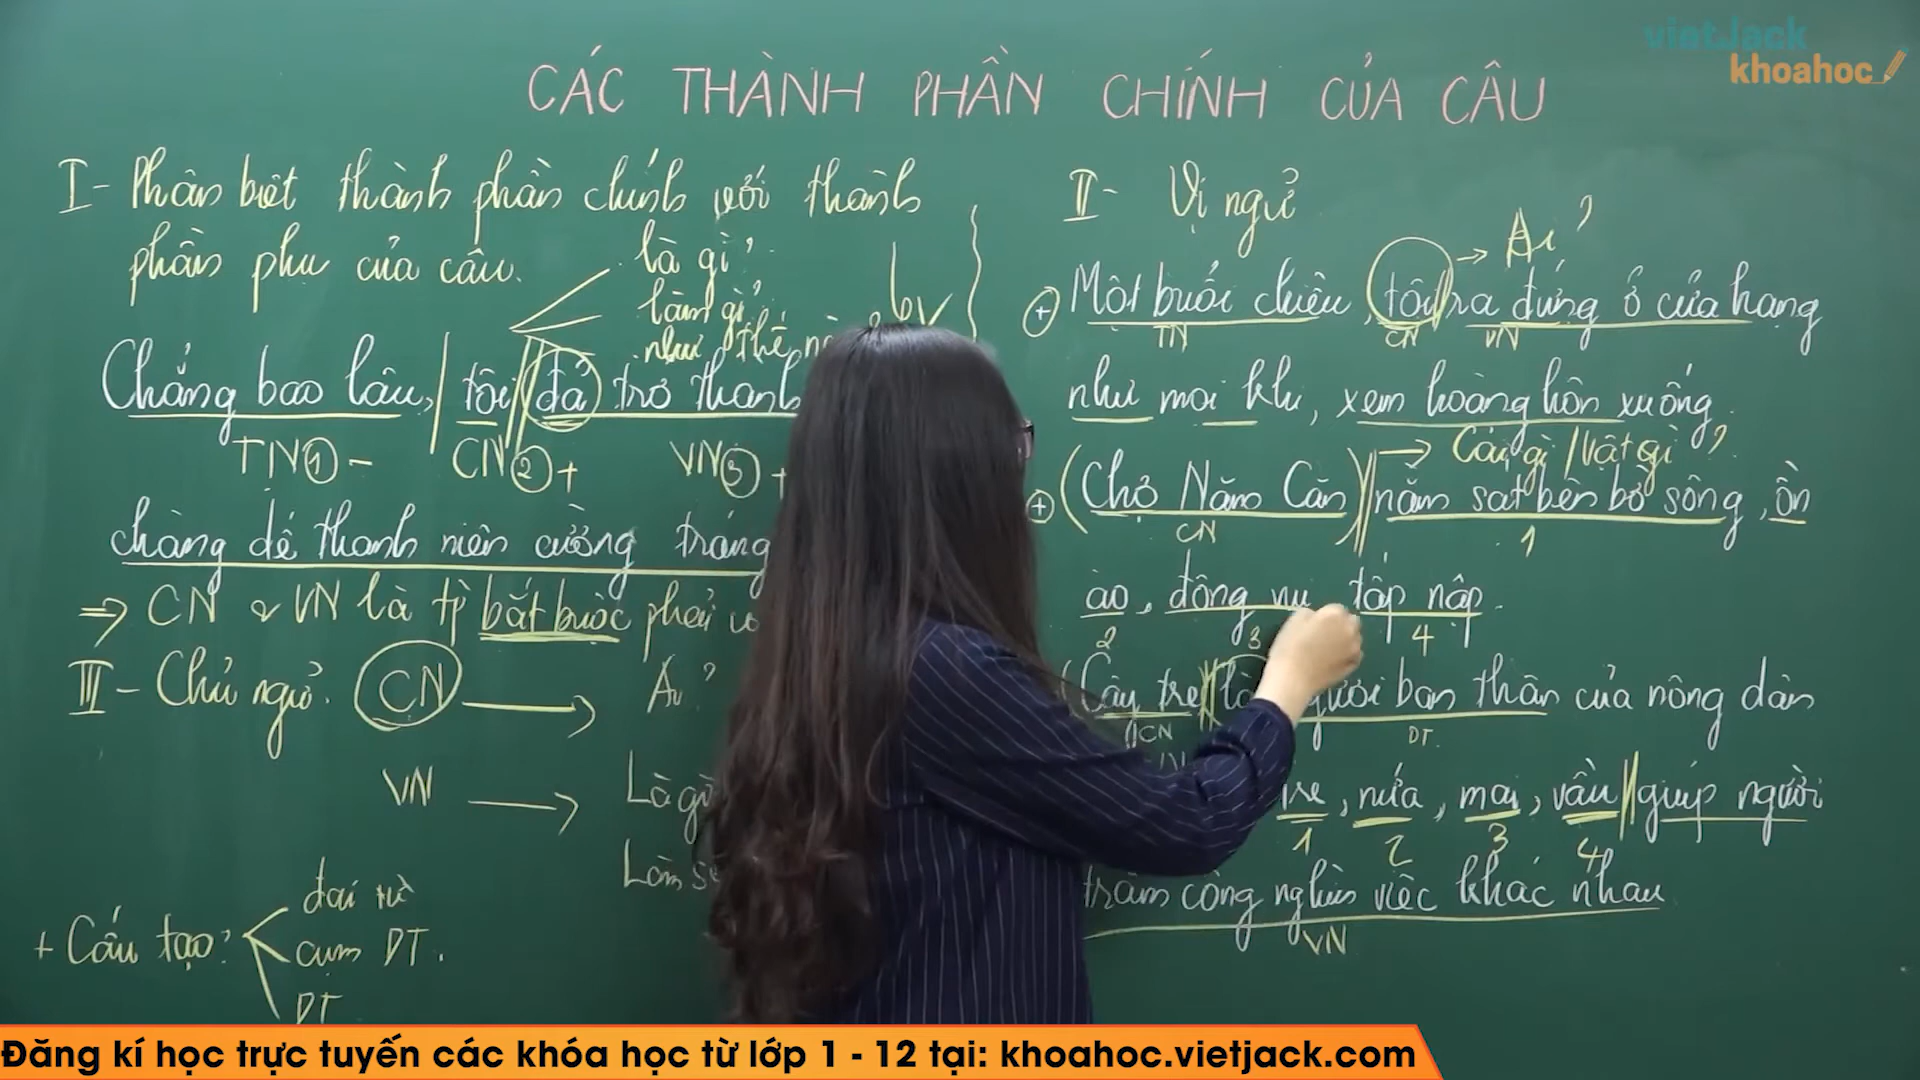 vietJack
khoahoc
CÁC THÀNH PHẦN CHÍNH CỦA CÂU
I- Phân biệt thành phần chính với thành
phần phụ của câu.
là gì?
làm gì?
như thế
Chẳng bao lâu, tôi đã trở thành
TN ① - CN ② + VN ③ +
chàng dế thanh niên cường tráng
=> CN & VN là tp bắt buộc phải
III- Chủ ngữ. CN → Ai?
VN → Là gì
Làm
+ Cấu tạo?
đại từ
cụm DT.
DT
II- Vị ngữ
→ Ai?
+ Một buổi chiều, tôi ra đứng ở cửa hang
TN CN VN
như mọi khi, xem hoàng hôn xuống.
→ Cái gì / Vật gì?
+ (Chợ Năm Căn) nằm sát bên bờ sông, ồn
CN 1
ào, đông vui, tấp nập.
2 3 4
(Cây tre là người bạn thân của nông dân
CN DT.
tre, nứa, mai, vầu giúp người
1 2 3 4
trăm công nghìn việc khác nhau
VN
Đăng kí học trực tuyến các khóa học từ lớp 1 - 12 tại: khoahoc.vietjack.com